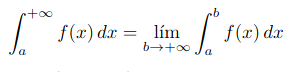 ∫_a^{+∞} f(x) dx = lím_{b→+∞} ∫_a^b f(x) dx